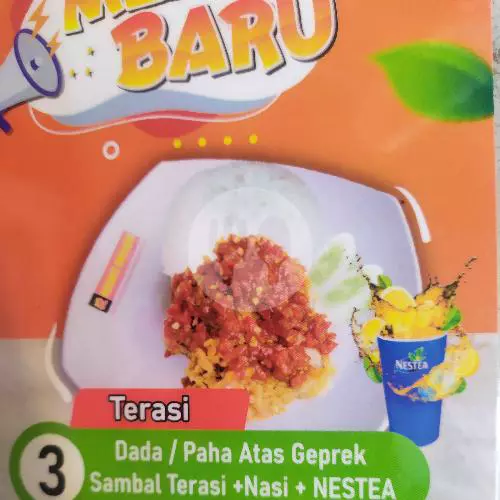 BARU
NESTEA
Terasi
3
Dada / Paha Atas Geprek
Sambal Terasi +Nasi + NESTEA